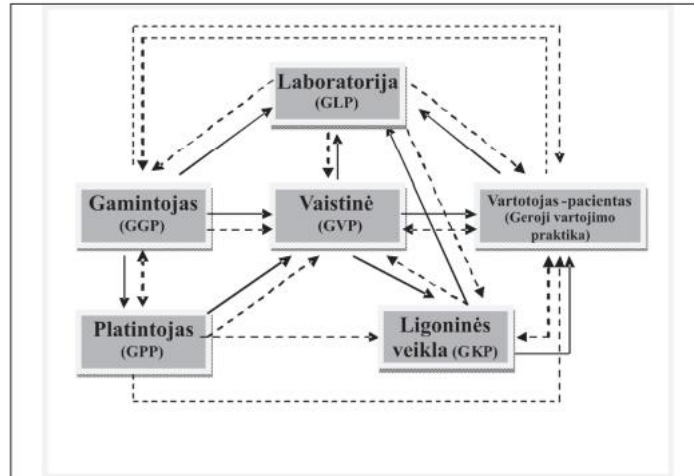 Laboratorija
(GLP)
Gamintojas
(GGP)
Vaistinė
(GVP)
Vartotojas -pacientas
(Geroji vartojimo
praktika)
Platintojas
(GPP)
Ligoninės
veikla (GKP)